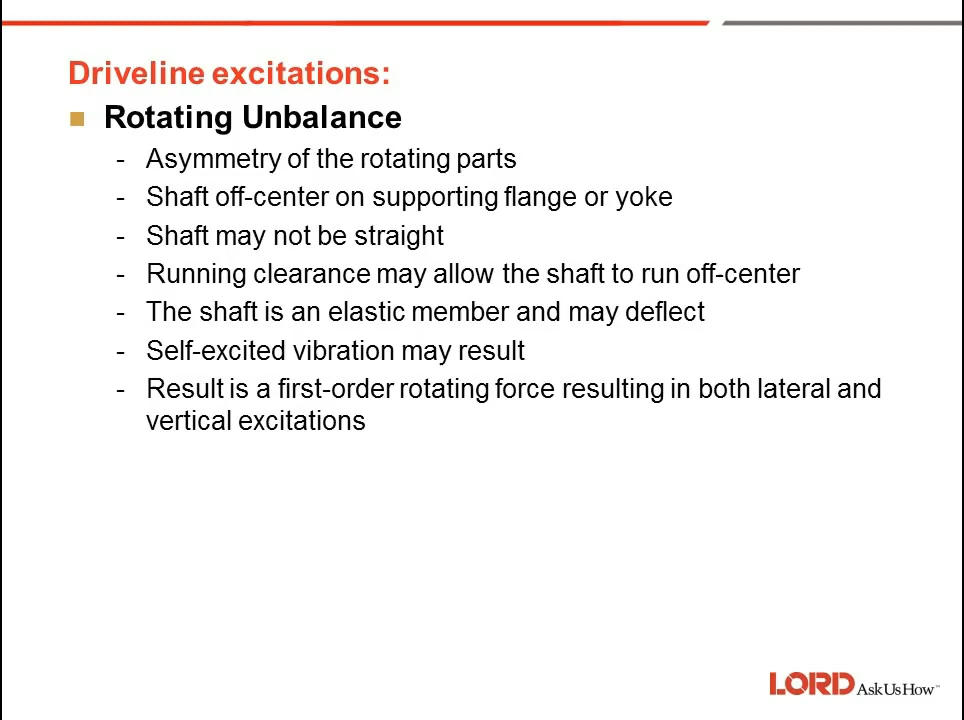 Driveline excitations:
Rotating Unbalance
- Asymmetry of the rotating parts
- Shaft off-center on supporting flange or yoke
- Shaft may not be straight
- Running clearance may allow the shaft to run off-center
- The shaft is an elastic member and may deflect
- Self-excited vibration may result
- Result is a first-order rotating force resulting in both lateral and
vertical excitations
LORD AskUsHow™